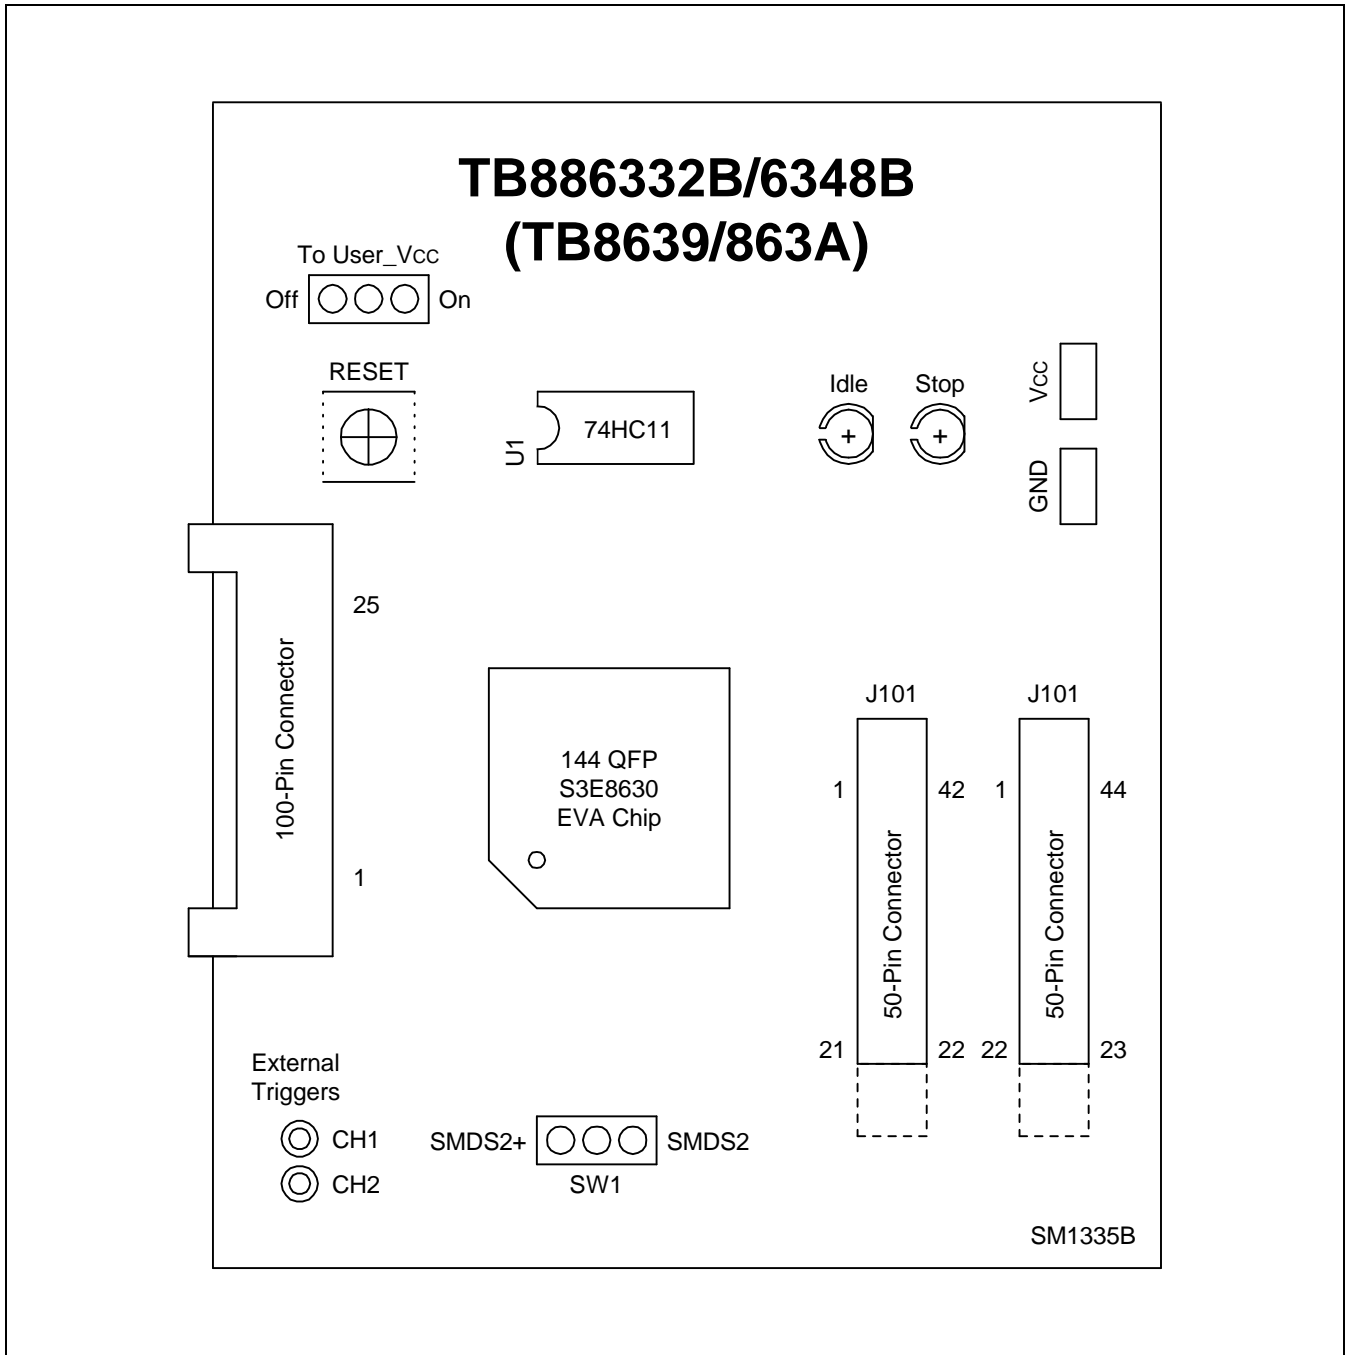 TB886332B/6348B
(TB8639/863A)
To User_Vcc
Off
On
RESET
U1
74HC11
Idle
Stop
Vcc
GND
25
100-Pin Connector
1
144 QFP
S3E8630
EVA Chip
J101
J101
1
42
1
44
50-Pin Connector
50-Pin Connector
21
22
22
23
External
Triggers
CH1
CH2
SMDS2+
SMDS2
SW1
SM1335B